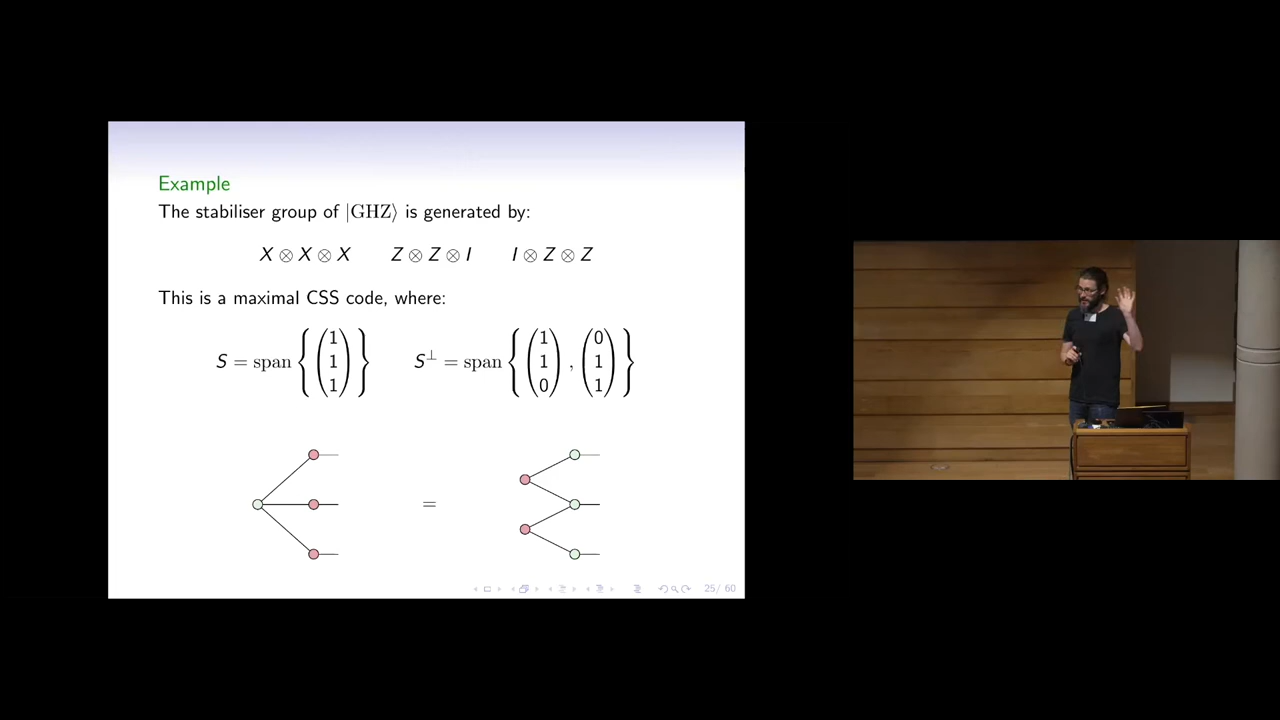 Example
The stabiliser group of |GHZ⟩ is generated by:
X ⊗ X ⊗ X Z ⊗ Z ⊗ I I ⊗ Z ⊗ Z
This is a maximal CSS code, where:
S = span { (1 1 1) } S⊥ = span { (1 1 0) , (0 1 1) }
=
25 / 60